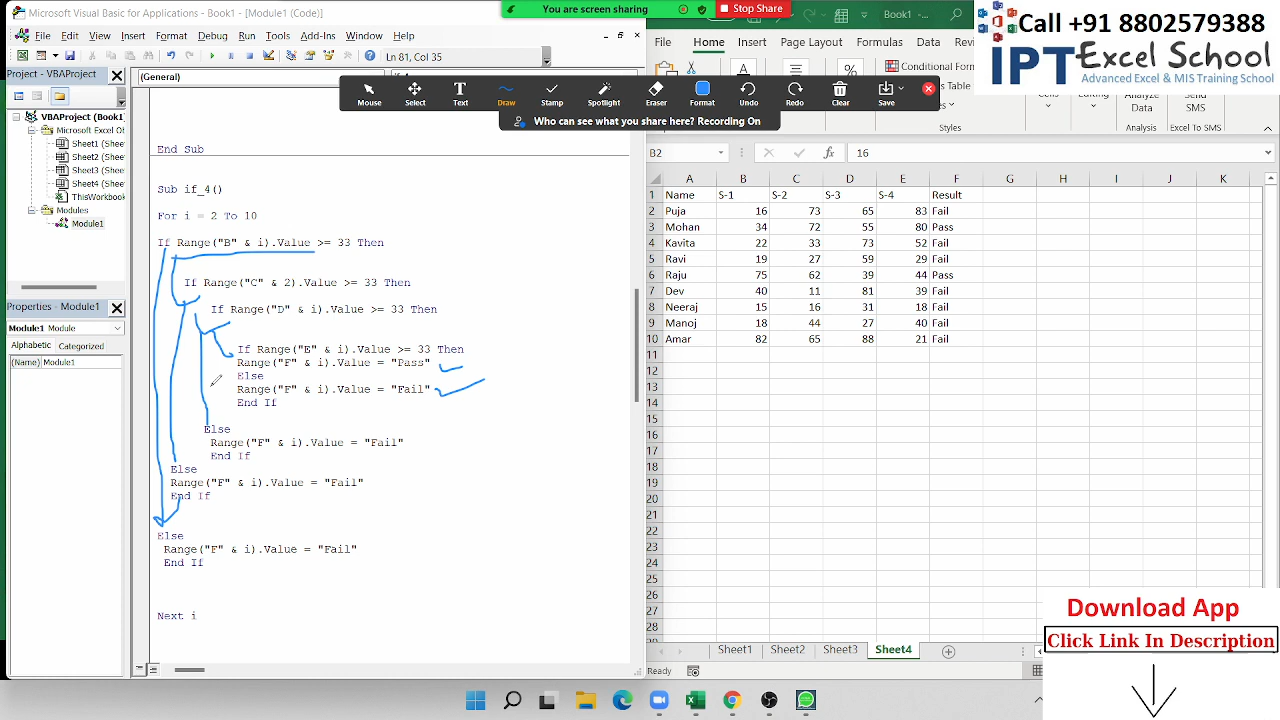 Microsoft Visual Basic for Applications - Book1 - [Module1 (Code)]
You are screen sharing
Stop Share
Book1 -
Call +91 8802579388
IPT Excel School
Advanced Excel & MIS Training School
File Edit View Insert Format Debug Run Tools Add-Ins Window Help
Ln 81, Col 35
File Home Insert Page Layout Formulas Data
Conditional Form
Mouse Select Text Draw Stamp Spotlight Eraser Format Undo Redo Clear Save
Who can see what you share here? Recording On
Styles
Analyze Data
Analysis
Send SMS
Excel To SMS
Project - VBAProject
VBAProject (Book1
Microsoft Excel Ob
Sheet1 (Shee
Sheet2 (Shee
Sheet3 (Shee
Sheet4 (Shee
ThisWorkbook
Modules
Module1
Properties - Module1
Module1 Module
Alphabetic Categorized
(Name) Module1
(General)
End Sub
Sub if_4()
For i = 2 To 10
If Range("B" & i).Value >= 33 Then
If Range("C" & 2).Value >= 33 Then
If Range("D" & i).Value >= 33 Then
If Range("E" & i).Value >= 33 Then
Range("F" & i).Value = "Pass"
Else
Range("F" & i).Value = "Fail"
End If
Else
Range("F" & i).Value = "Fail"
End If
Else
Range("F" & i).Value = "Fail"
End If
Else
Range("F" & i).Value = "Fail"
End If
Next i
B2 fx 16
A B C D E F G H I J K
1 Name S-1 S-2 S-3 S-4 Result
2 Puja 16 73 65 83 Fail
3 Mohan 34 72 55 80 Pass
4 Kavita 22 33 73 52 Fail
5 Ravi 19 27 59 29 Fail
6 Raju 75 62 39 44 Pass
7 Dev 40 11 81 39 Fail
8 Neeraj 15 16 31 18 Fail
9 Manoj 18 44 27 40 Fail
10 Amar 82 65 88 21 Fail
11
12
13
14
15
16
17
18
19
20
21
22
23
24
25
26
27
28
Sheet1 Sheet2 Sheet3 Sheet4
Ready
Download App
Click Link In Description